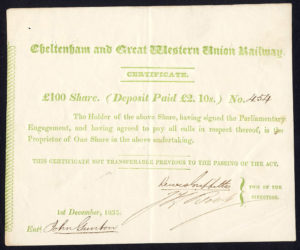 Cheltenham and Great Western Union Railway.
CERTIFICATE.
£100 Share. (Deposit Paid £2. 10s.) No. 454
The Holder of the above Share, having signed the Parliamentary
Engagement, and having agreed to pay all calls in respect thereof, is the
Proprietor of One Share in the above undertaking.
THIS CERTIFICATE NOT TRANSFERABLE PREVIOUS TO THE PASSING OF THE ACT.
TWO OF THE
DIRECTION.
1st December, 1835.
Entd John